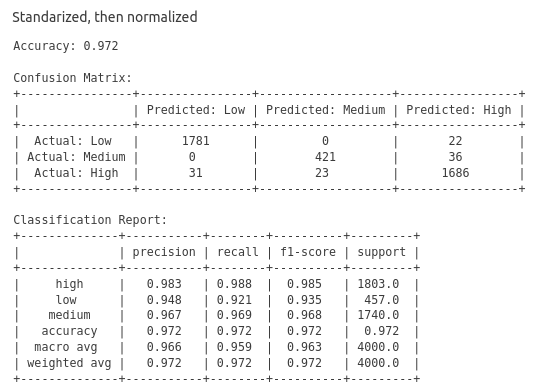 Standarized, then normalized
Accuracy: 0.972
Confusion Matrix:
+---------------+----------------+-------------------+-----------------+
|               | Predicted: Low | Predicted: Medium | Predicted: High |
+---------------+----------------+-------------------+-----------------+
|  Actual: Low   |      1781      |         0         |       22        |
| Actual: Medium |       0        |        421        |       36        |
|  Actual: High  |       31       |        23         |      1686       |
+---------------+----------------+-------------------+-----------------+
Classification Report:
+--------------+-----------+--------+----------+---------+
|              | precision | recall | f1-score | support |
+--------------+-----------+--------+----------+---------+
|     high     |   0.983   | 0.988  |  0.985   | 1803.0  |
|     low      |   0.948   | 0.921  |  0.935   |  457.0  |
|    medium    |   0.967   | 0.969  |  0.968   | 1740.0  |
|   accuracy   |   0.972   | 0.972  |  0.972   |  0.972  |
|  macro avg   |   0.966   | 0.959  |  0.963   | 4000.0  |
| weighted avg |   0.972   | 0.972  |  0.972   | 4000.0  |
+--------------+-----------+--------+----------+---------+